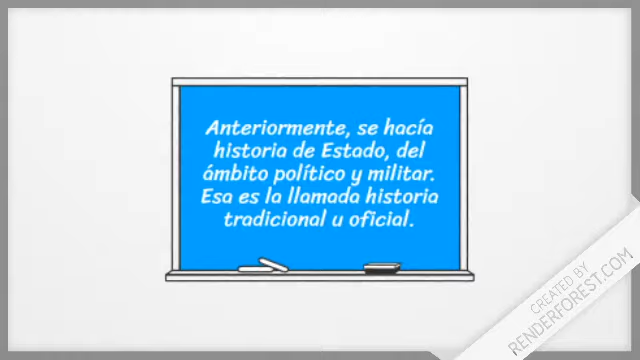 Anteriormente, se hacía
historia de Estado, del
ámbito político y militar.
Esa es la llamada historia
tradicional u oficial.
CREATED BY
RENDERFOREST.COM